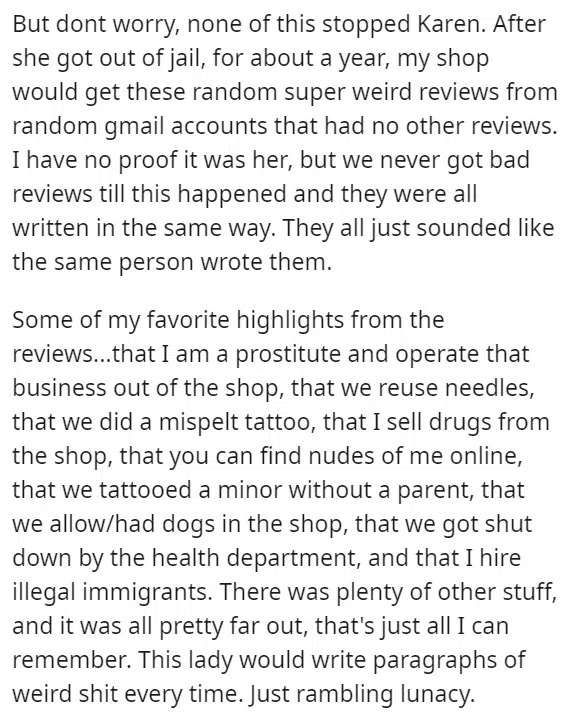 But dont worry, none of this stopped Karen. After
she got out of jail, for about a year, my shop
would get these random super weird reviews from
random gmail accounts that had no other reviews.
I have no proof it was her, but we never got bad
reviews till this happened and they were all
written in the same way. They all just sounded like
the same person wrote them.
Some of my favorite highlights from the
reviews...that I am a prostitute and operate that
business out of the shop, that we reuse needles,
that we did a mispelt tattoo, that I sell drugs from
the shop, that you can find nudes of me online,
that we tattooed a minor without a parent, that
we allow/had dogs in the shop, that we got shut
down by the health department, and that I hire
illegal immigrants. There was plenty of other stuff,
and it was all pretty far out, that's just all I can
remember. This lady would write paragraphs of
weird shit every time. Just rambling lunacy.